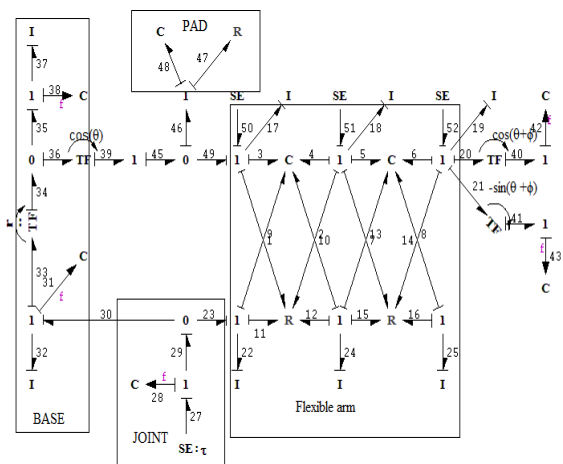 I
PAD
C R
37
47
48
38
1 C I SE I SE I SE I C
f
f
35
46
50
17
51
18
52
19
42
cos(θ)
cos(θ+φ)
0 36 TF 39 1 45 0 49 1 3 C 4 1 5 C 6 1 20 TF 40 1
34
21 -sin(θ+φ)
r:
TF
TF 41 1
9 1 2 10 13 7 14 8
f
43
33
31 f
C
C
1 30 0 23 1 R 1 R 1
11 12 15 16
32
29
22
24
25
f
I C 1 I I I
28
27
BASE
JOINT
SE:τ
Flexible arm